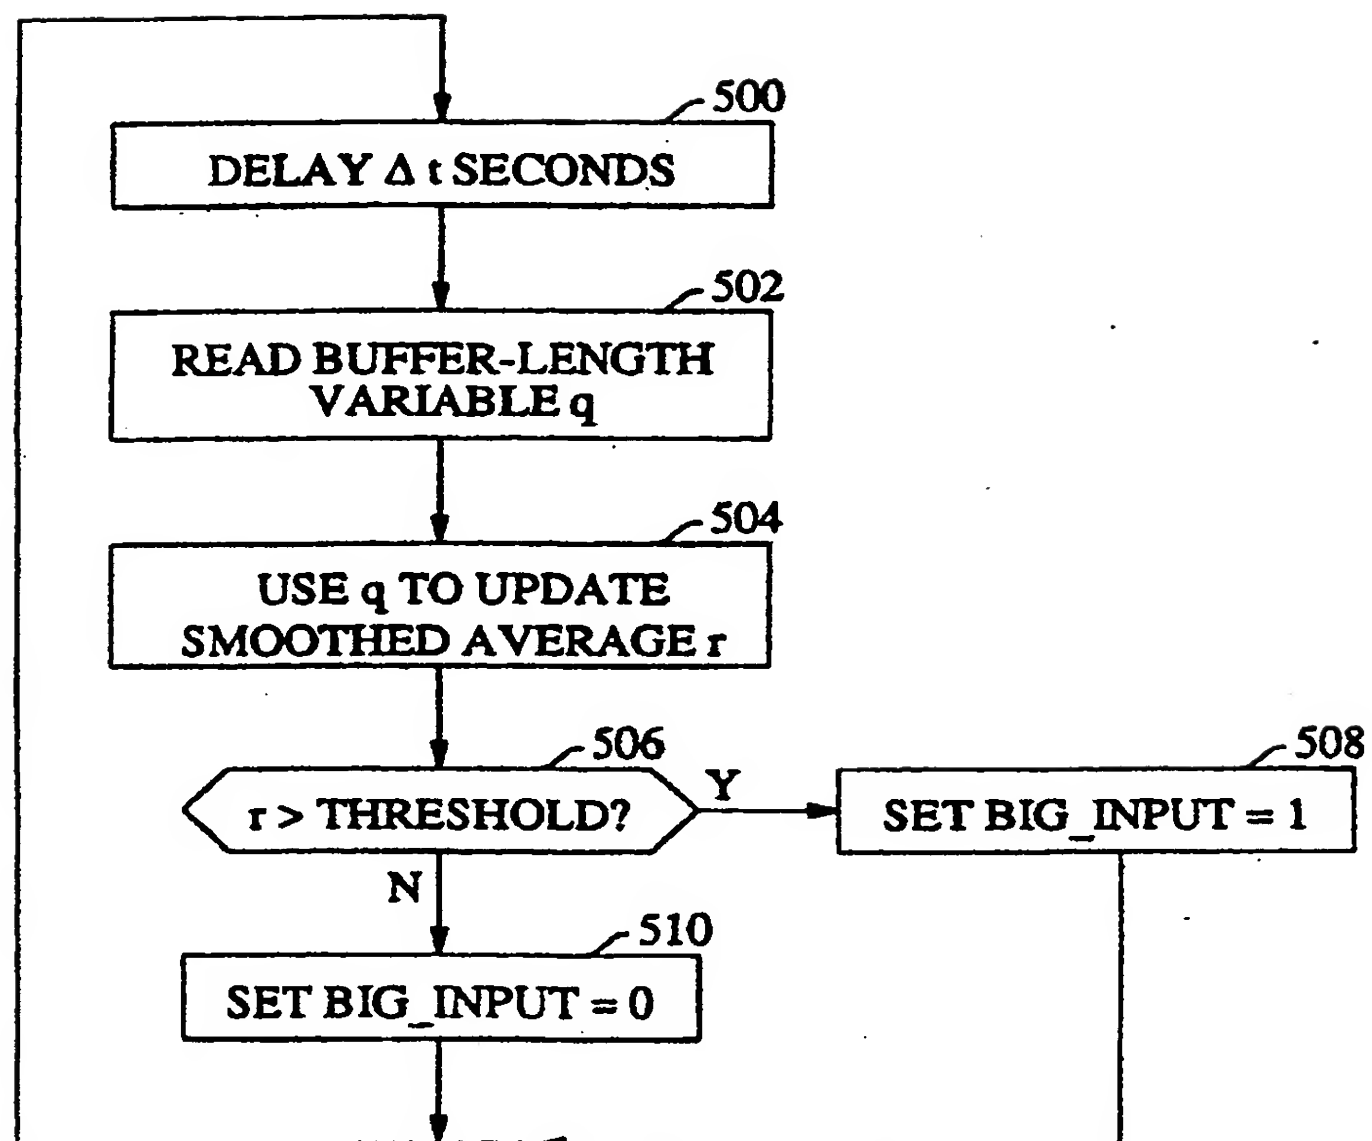 500
DELAY Δ t SECONDS
502
READ BUFFER-LENGTH
VARIABLE q
504
USE q TO UPDATE
SMOOTHED AVERAGE r
506
r > THRESHOLD?
Y
508
SET BIG_INPUT = 1
N
510
SET BIG_INPUT = 0